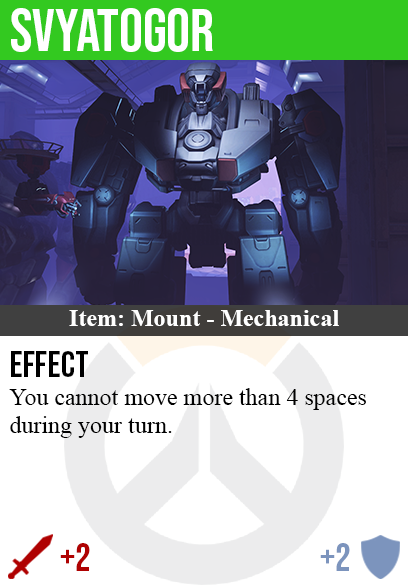 SVYATOGOR
Item: Mount - Mechanical
EFFECT
You cannot move more than 4 spaces
during your turn.
+2 +2